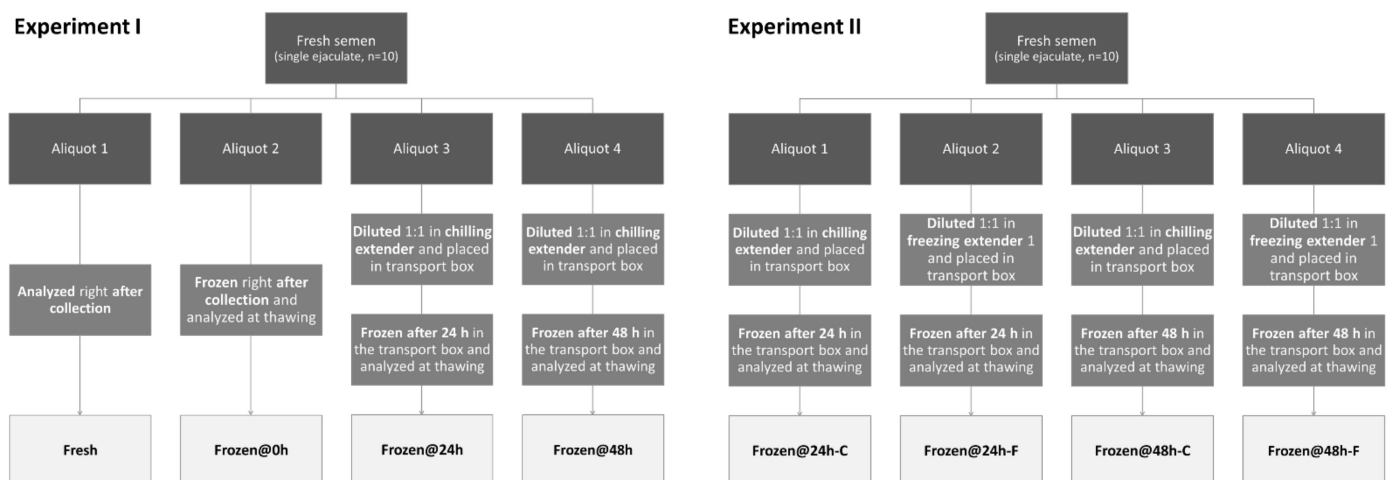 Experiment I
Fresh semen
(single ejaculate, n=10)
Aliquot 1
Aliquot 2
Aliquot 3
Aliquot 4
Analyzed right after
collection
Frozen right after
collection and
analyzed at thawing
Diluted 1:1 in chilling
extender and placed
in transport box
Diluted 1:1 in chilling
extender and placed
in transport box
Frozen after 24 h in
the transport box and
analyzed at thawing
Frozen after 48 h in
the transport box and
analyzed at thawing
Fresh
Frozen@0h
Frozen@24h
Frozen@48h
Experiment II
Fresh semen
(single ejaculate, n=10)
Aliquot 1
Aliquot 2
Aliquot 3
Aliquot 4
Diluted 1:1 in chilling
extender and placed
in transport box
Diluted 1:1 in
freezing extender 1
and placed in
transport box
Diluted 1:1 in chilling
extender and placed
in transport box
Diluted 1:1 in
freezing extender 1
and placed in
transport box
Frozen after 24 h in
the transport box and
analyzed at thawing
Frozen after 24 h in
the transport box and
analyzed at thawing
Frozen after 48 h in
the transport box and
analyzed at thawing
Frozen after 48 h in
the transport box and
analyzed at thawing
Frozen@24h-C
Frozen@24h-F
Frozen@48h-C
Frozen@48h-F